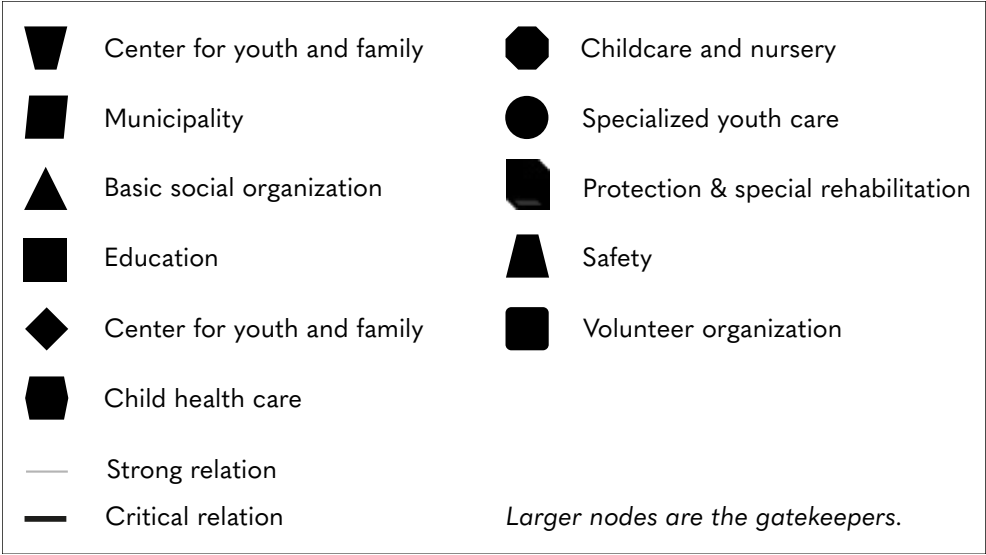 Center for youth and family
Municipality
Basic social organization
Education
Center for youth and family
Child health care
Strong relation
Critical relation
Childcare and nursery
Specialized youth care
Protection & special rehabilitation
Safety
Volunteer organization
Larger nodes are the gatekeepers.